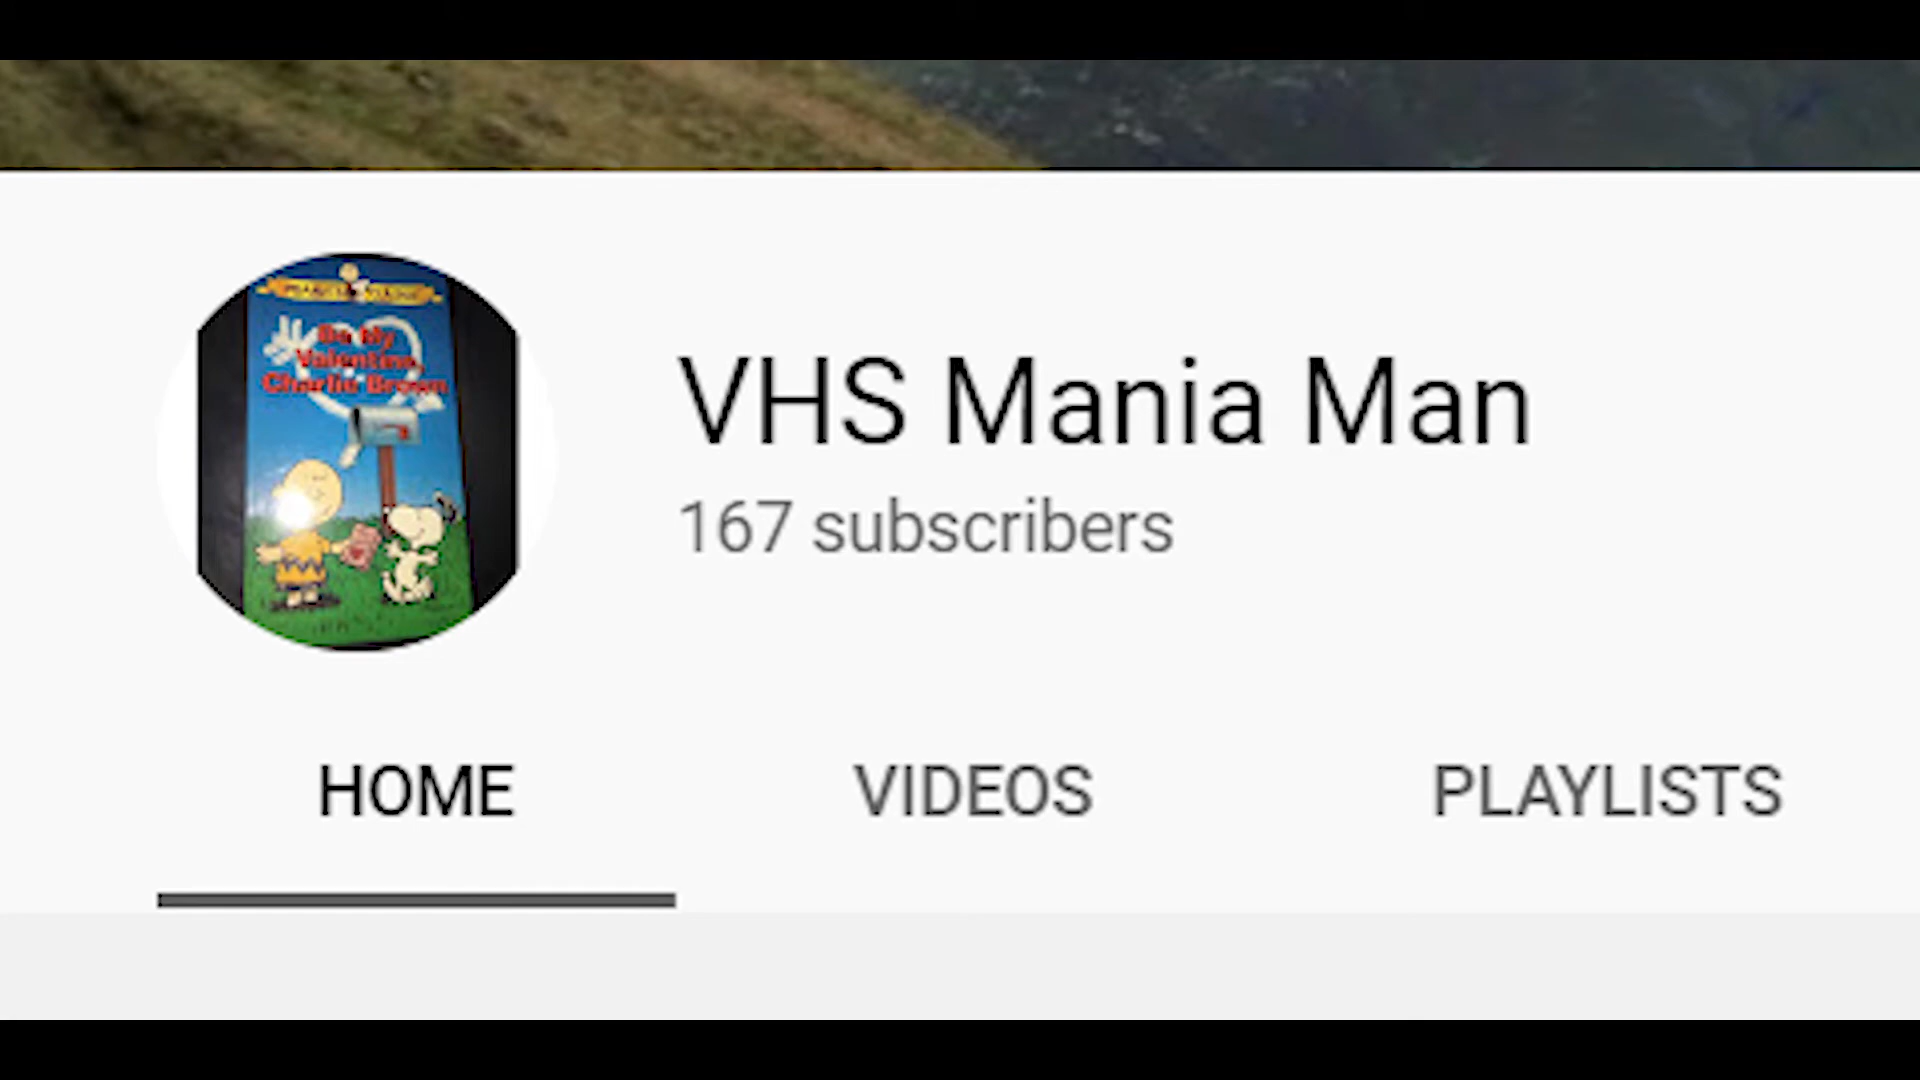 Be My
Valentine,
Charlie Brown
VHS Mania Man
167 subscribers
HOME
VIDEOS
PLAYLISTS